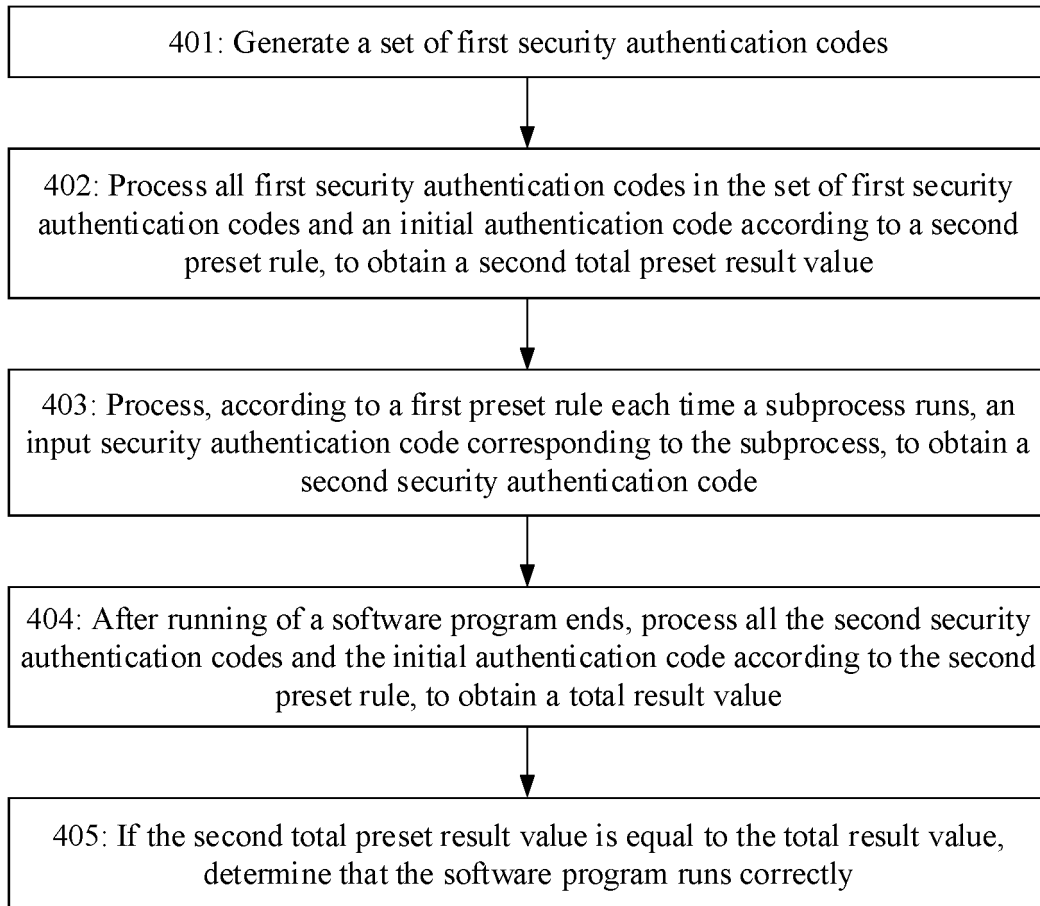 401: Generate a set of first security authentication codes
402: Process all first security authentication codes in the set of first security
authentication codes and an initial authentication code according to a second
preset rule, to obtain a second total preset result value
403: Process, according to a first preset rule each time a subprocess runs, an
input security authentication code corresponding to the subprocess, to obtain a
second security authentication code
404: After running of a software program ends, process all the second security
authentication codes and the initial authentication code according to the second
preset rule, to obtain a total result value
405: If the second total preset result value is equal to the total result value,
determine that the software program runs correctly